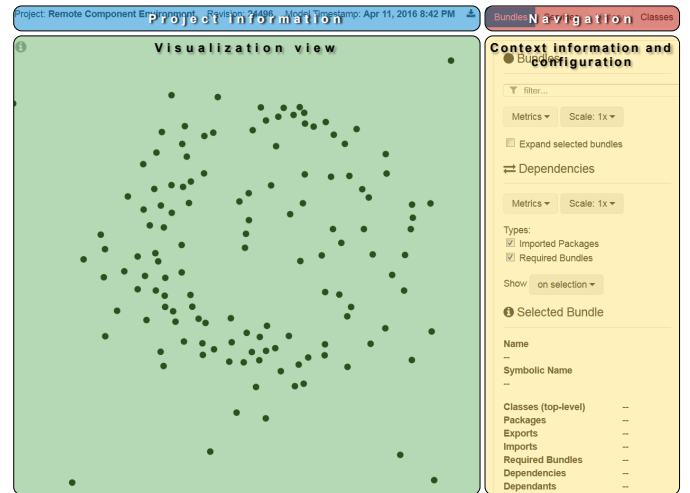 Project: Remote Component Environment Revision: 24496 Model Timestamp: Apr 11, 2016 8:42 PM
Project Information
Bundles Classes
Navigation
Visualization view
Context information and
configuration
Bundles
filter...
Metrics Scale: 1x
Expand selected bundles
Dependencies
Metrics Scale: 1x
Types:
Imported Packages
Required Bundles
Show on selection
Selected Bundle
Name
--
Symbolic Name
--
Classes (top-level) --
Packages --
Exports --
Imports --
Required Bundles --
Dependencies --
Dependants --